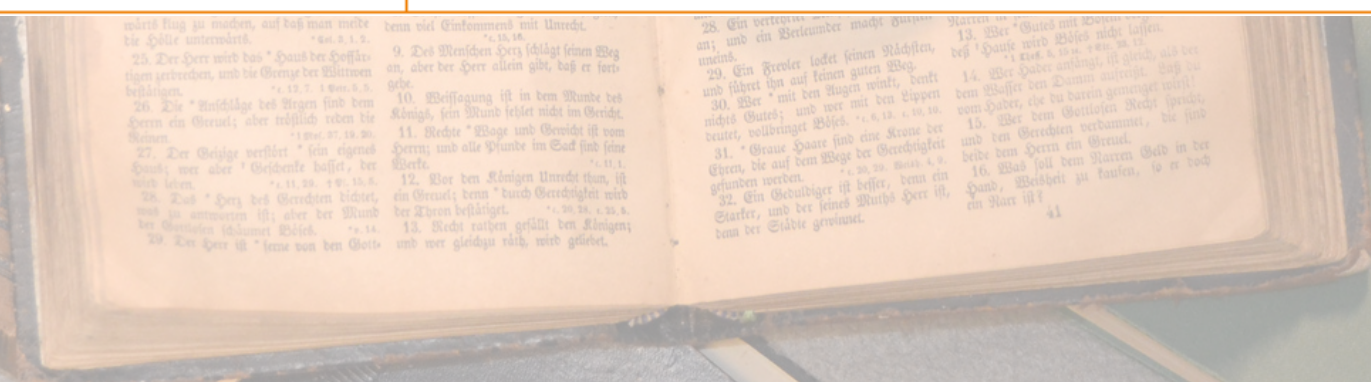 wärts klug zu machen, auf daß man meide
die Hölle unterwärts.
25. Der Herr wird das * Haus der Hoffär-
tigen zerbrechen, und die Grenze der Wittwen
bestätigen.
26. Die * Anschläge des Argen sind dem
Herrn ein Greuel; aber tröstlich reden die
Reinen.
27. Der Geizige verstört * sein eigenes
Haus; wer aber † Geschenke hasset, der
wird leben.
28. Das * Herz des Gerechten dichtet,
was zu antworten ist; aber der Mund
der Gottlosen schäumet Böses.
29. Der Herr ist * ferne von den Gott-
denn viel Einkommens mit Unrecht.
9. Des Menschen Herz schlägt seinen Weg
an, aber der Herr allein gibt, daß er fort-
gehe.
10. Weissagung ist in dem Munde des
Königs, sein Mund fehlet nicht im Gericht.
11. Rechte * Wage und Gewicht ist vom
Herrn; und alle Pfunde im Sack sind seine
Werke. *c. 11, 1.
12. Vor den Königen Unrecht thun, ist
ein Greuel; denn * durch Gerechtigkeit wird
der Thron bestätiget.
13. Recht rathen gefällt den Königen;
und wer gleichzu räth, wird geliebet.
28. Ein verkehrter
an; und ein Verleumder macht Fürsten
uneins.
29. Ein Frevler locket seinen Nächsten,
und führet ihn auf keinen guten Weg.
30. Wer * mit den Augen winkt, denkt
nichts Gutes; und wer mit den Lippen
deutet, vollbringet Böses.
31. * Graue Haare sind eine Krone der
Ehren, die auf dem Wege der Gerechtigkeit
gefunden werden.
32. Ein Geduldiger ist besser, denn ein
Starker, und der seines Muths Herr ist,
denn der Städte gewinnet.
Narren
13. Wer * Gutes mit Bösem
deß † Hause wird Böses nicht lassen.
14. Wer Hader anfängt, ist gleich, als der
dem Wasser den Damm aufreißt. Laß du
vom Hader, ehe du darein gemenget wirst!
15. Wer dem Gottlosen Recht spricht,
und den Gerechten verdammet, die sind
beide dem Herrn ein Greuel.
16. Was soll dem Narren Geld in der
Hand, Weisheit zu kaufen, so er doch
ein Narr ist?
41